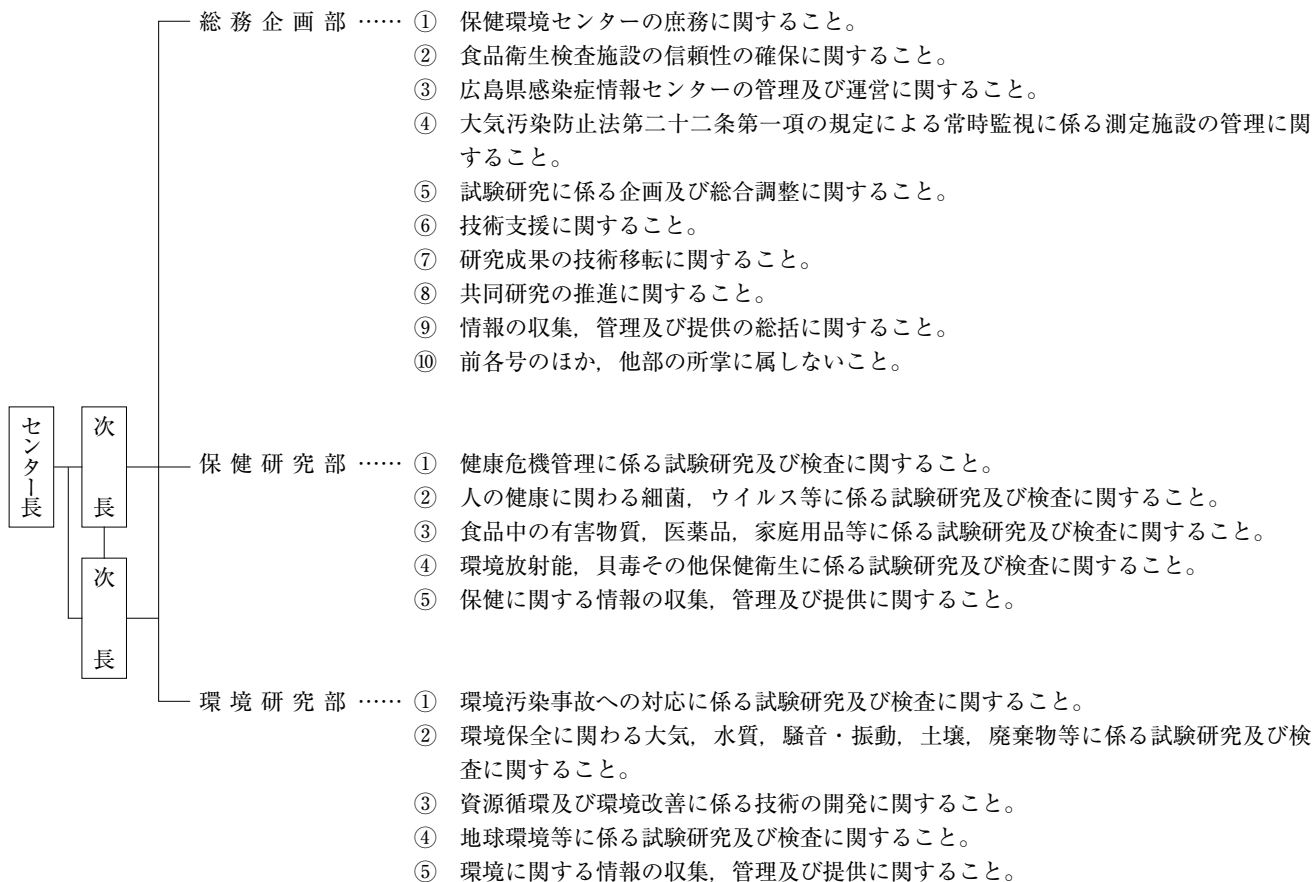 総務企画部 …… ① 保健環境センターの庶務に関すること。
② 食品衛生検査施設の信頼性の確保に関すること。
③ 広島県感染症情報センターの管理及び運営に関すること。
④ 大気汚染防止法第二十二条第一項の規定による常時監視に係る測定施設の管理に関
すること。
⑤ 試験研究に係る企画及び総合調整に関すること。
⑥ 技術支援に関すること。
⑦ 研究成果の技術移転に関すること。
⑧ 共同研究の推進に関すること。
⑨ 情報の収集，管理及び提供の総括に関すること。
⑩ 前各号のほか，他部の所掌に属しないこと。
センター長
次長
次長
保健研究部 …… ① 健康危機管理に係る試験研究及び検査に関すること。
② 人の健康に関わる細菌，ウイルス等に係る試験研究及び検査に関すること。
③ 食品中の有害物質，医薬品，家庭用品等に係る試験研究及び検査に関すること。
④ 環境放射能，貝毒その他保健衛生に係る試験研究及び検査に関すること。
⑤ 保健に関する情報の収集，管理及び提供に関すること。
環境研究部 …… ① 環境汚染事故への対応に係る試験研究及び検査に関すること。
② 環境保全に関わる大気，水質，騒音・振動，土壌，廃棄物等に係る試験研究及び検
査に関すること。
③ 資源循環及び環境改善に係る技術の開発に関すること。
④ 地球環境等に係る試験研究及び検査に関すること。
⑤ 環境に関する情報の収集，管理及び提供に関すること。